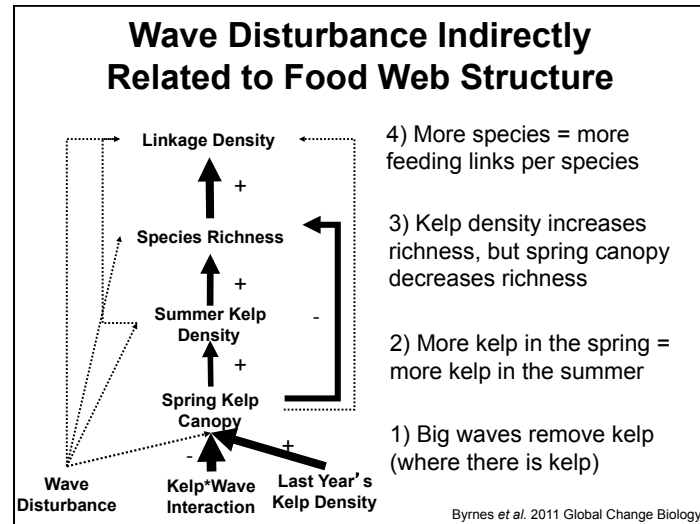 Wave Disturbance Indirectly
Related to Food Web Structure
Linkage Density
+
Species Richness
+
-
Summer Kelp
Density
+
Spring Kelp
Canopy
-
+
Wave
Disturbance
Kelp*Wave
Interaction
Last Year's
Kelp Density
4) More species = more
feeding links per species
3) Kelp density increases
richness, but spring canopy
decreases richness
2) More kelp in the spring =
more kelp in the summer
1) Big waves remove kelp
(where there is kelp)
Byrnes et al. 2011 Global Change Biology